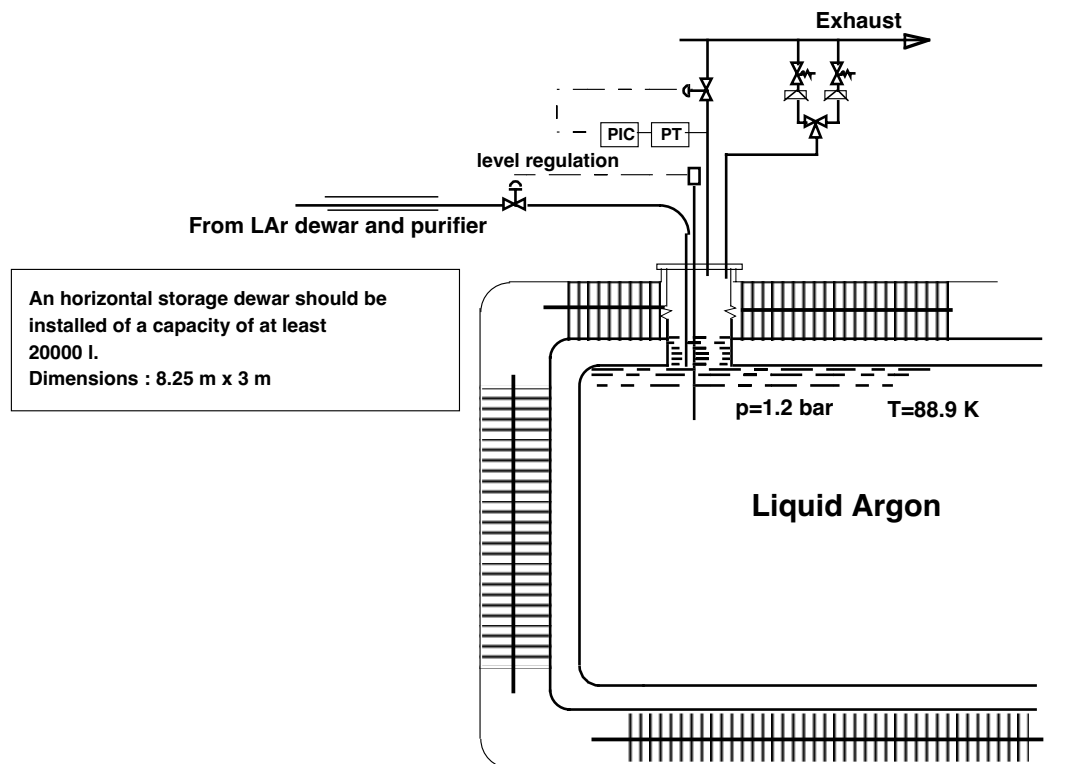 Exhaust
PIC
PT
level regulation
From LAr dewar and purifier
An horizontal storage dewar should be
installed of a capacity of at least
20000 l.
Dimensions : 8.25 m x 3 m
p=1.2 bar
T=88.9 K
Liquid Argon